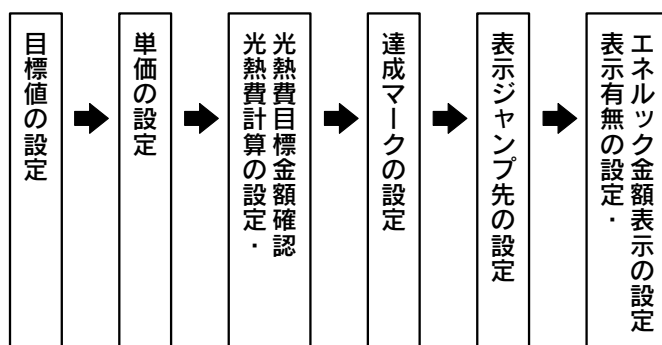 目標値の設定
単価の設定
光熱費計算の設定・
光熱費目標金額確認
達成マークの設定
表示ジャンプ先の設定
表示有無の設定・
エネルック金額表示の設定